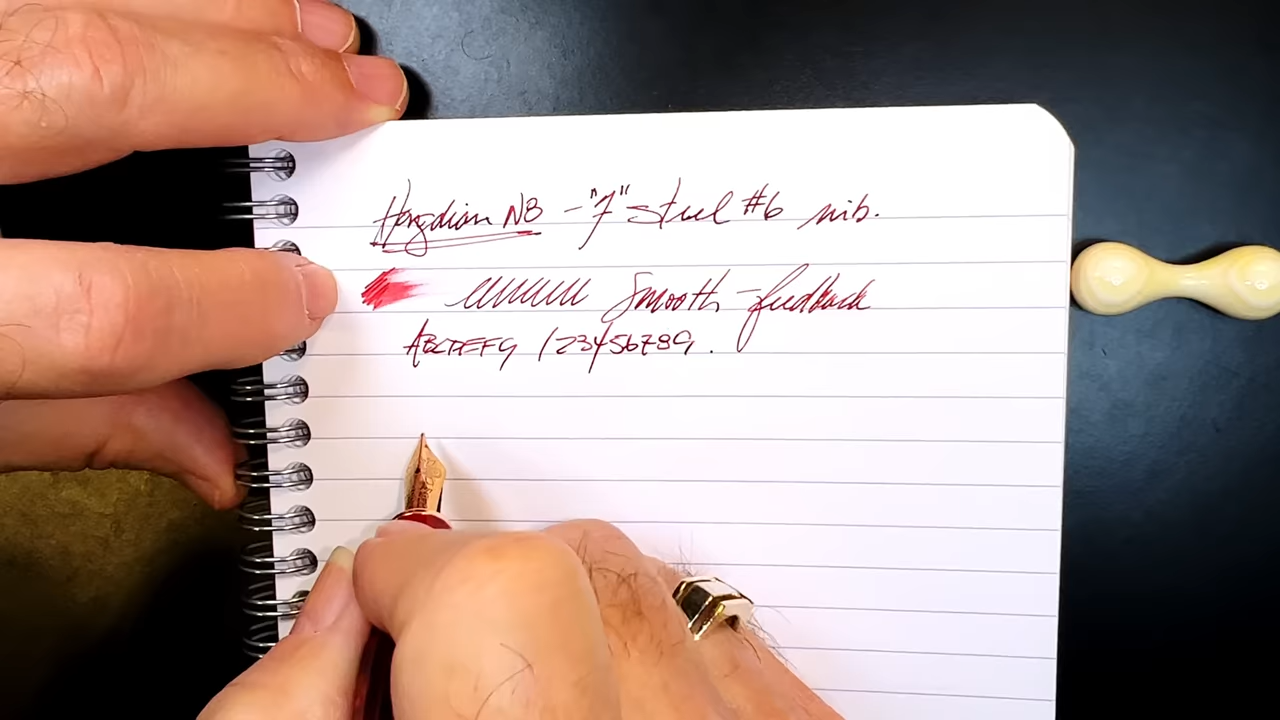 Hongdian N8 - "F" steel #6 nib.
Smooth - feedback
ABCDEFG 123456789.